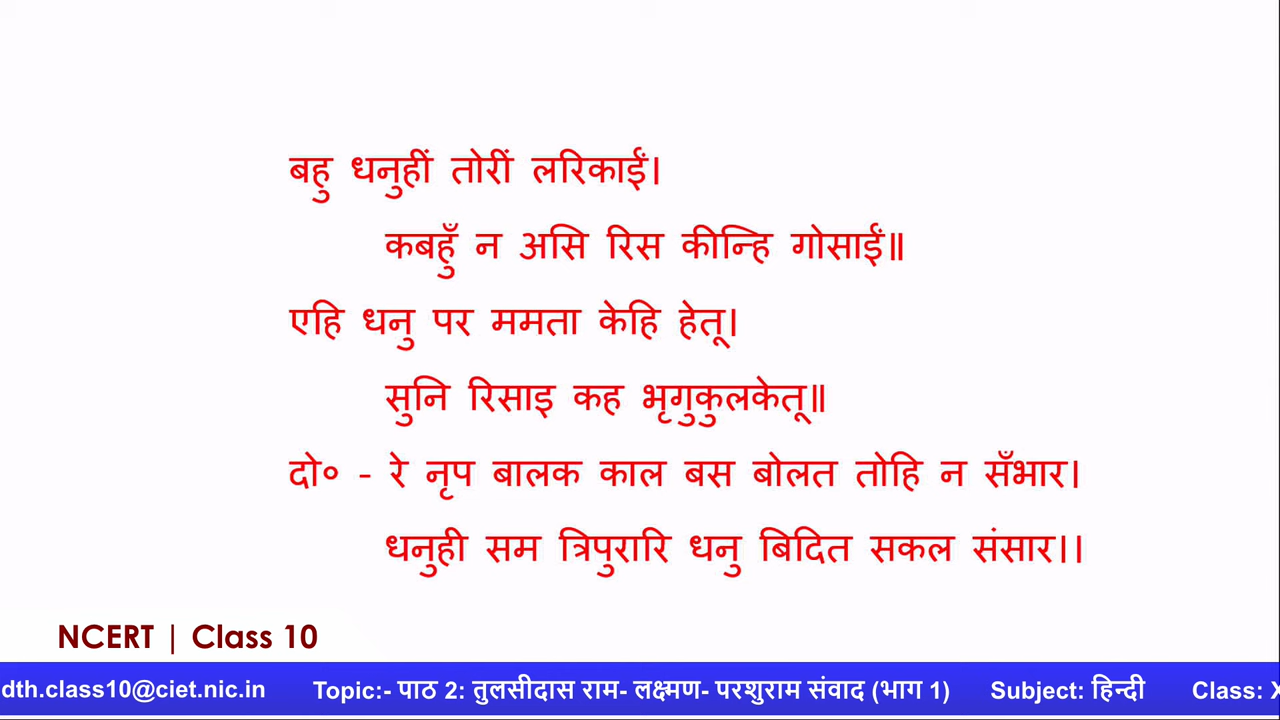 बहु धनुहीं तोरीं लरिकाईं।
कबहुँ न असि रिस कीन्हि गोसाईं॥
एहि धनु पर ममता केहि हेतू।
सुनि रिसाइ कह भृगुकुलकेतू॥
दो० - रे नृप बालक काल बस बोलत तोहि न सँभार।
धनुही सम त्रिपुरारि धनु बिदित सकल संसार।।
NCERT | Class 10
dth.class10@ciet.nic.in Topic:- पाठ 2: तुलसीदास राम- लक्ष्मण- परशुराम संवाद (भाग 1) Subject: हिन्दी Class: X